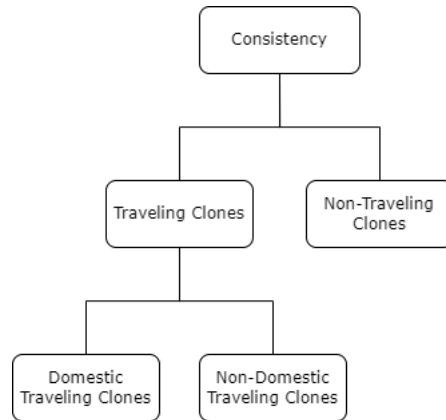 Consistency
Traveling Clones
Non-Traveling
Clones
Domestic
Traveling Clones
Non-Domestic
Traveling Clones